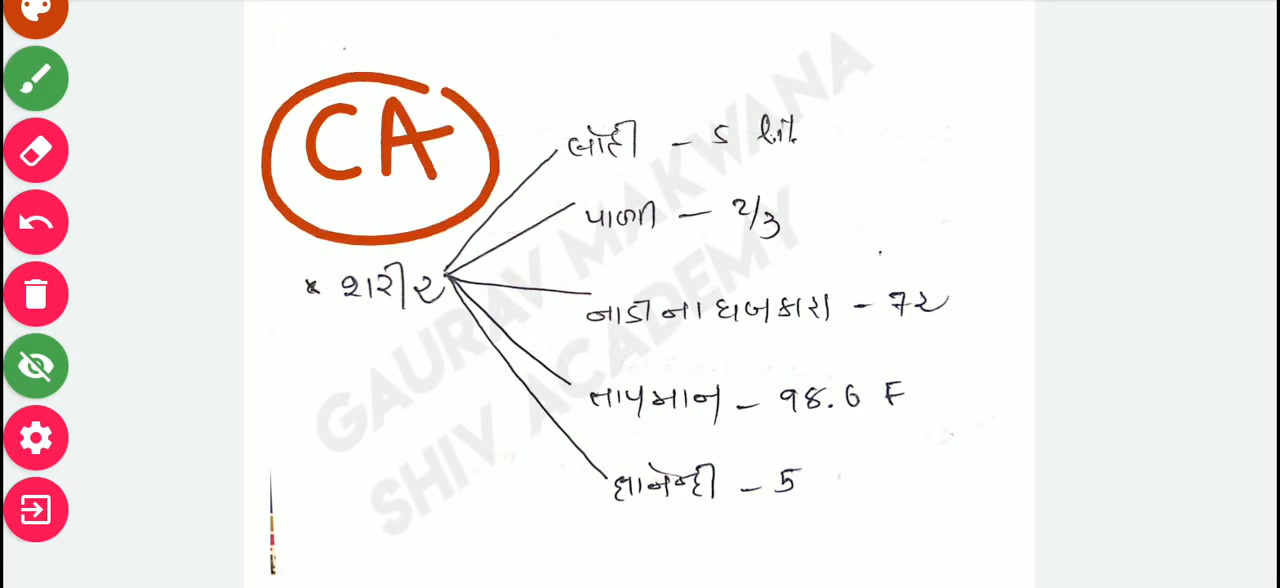 CA
લોહી - 5 લિ.
પાણી - 2/3
* શરીર
નાડીના ધબકારા - 72
તાપમાન - 98.6 F
જ્ઞાનેન્દ્રી - 5
GAURAV MAKWANA
SHIV ACADEMY